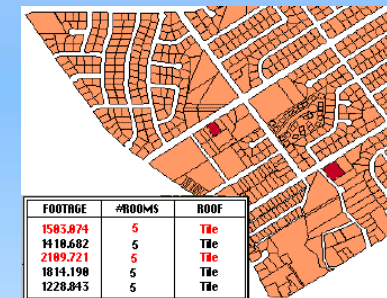 FOOTAGE #ROOMS ROOF
1503.074 5 Tile
1410.682 5 Tile
2109.721 5 Tile
1814.190 5 Tile
1228.843 5 Tile